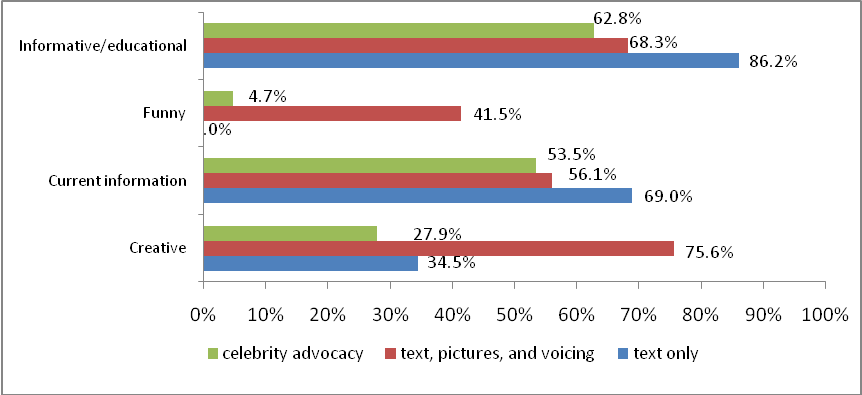 62.8%
Informative/educational
68.3%
86.2%
4.7%
Funny
41.5%
.0%
53.5%
Current information
56.1%
69.0%
27.9%
Creative
75.6%
34.5%
0% 10% 20% 30% 40% 50% 60% 70% 80% 90% 100%
celebrity advocacy text, pictures, and voicing text only